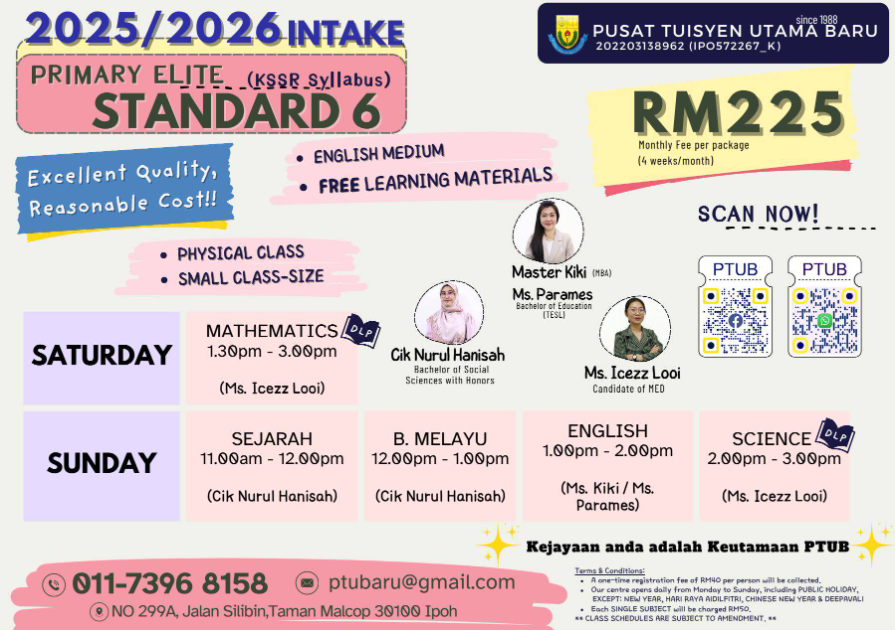 2025/2026 INTAKE
PRIMARY ELITE (KSSR Syllabus)
STANDARD 6
since 1988
PUSAT TUISYEN UTAMA BARU
202203138962 (IPO572267_K)
RM225
Monthly Fee per package
(4 weeks/month)
Excellent Quality,
Reasonable Cost!!
• ENGLISH MEDIUM
• FREE LEARNING MATERIALS
• PHYSICAL CLASS
• SMALL CLASS-SIZE
SCAN NOW!
PTUB
PTUB
Master Kiki (MBA)
Ms. Parames
Bachelor of Education
(TESL)
Cik Nurul Hanisah
Bachelor of Social
Sciences with Honors
Ms. Icezz Looi
Candidate of MED
SATURDAY
MATHEMATICS DLP
1.30pm - 3.00pm
(Ms. Icezz Looi)
SUNDAY
SEJARAH
11.00am - 12.00pm
(Cik Nurul Hanisah)
B. MELAYU
12.00pm - 1.00pm
(Cik Nurul Hanisah)
ENGLISH
1.00pm - 2.00pm
(Ms. Kiki / Ms.
Parames)
SCIENCE DLP
2.00pm - 3.00pm
(Ms. Icezz Looi)
Kejayaan anda adalah Keutamaan PTUB
011-7396 8158
ptubaru@gmail.com
NO 299A, Jalan Silibin,Taman Malcop 30100 Ipoh
Terms & Conditions:
• A one-time registration fee of RM40 per person will be collected.
• Our centre opens daily from Monday to Sunday, including PUBLIC HOLIDAY,
EXCEPT: NEW YEAR, HARI RAYA AIDILFITRI, CHINESE NEW YEAR & DEEPAVALI
• Each SINGLE SUBJECT will be charged RM50.
** CLASS SCHEDULES ARE SUBJECT TO AMENDMENT. **